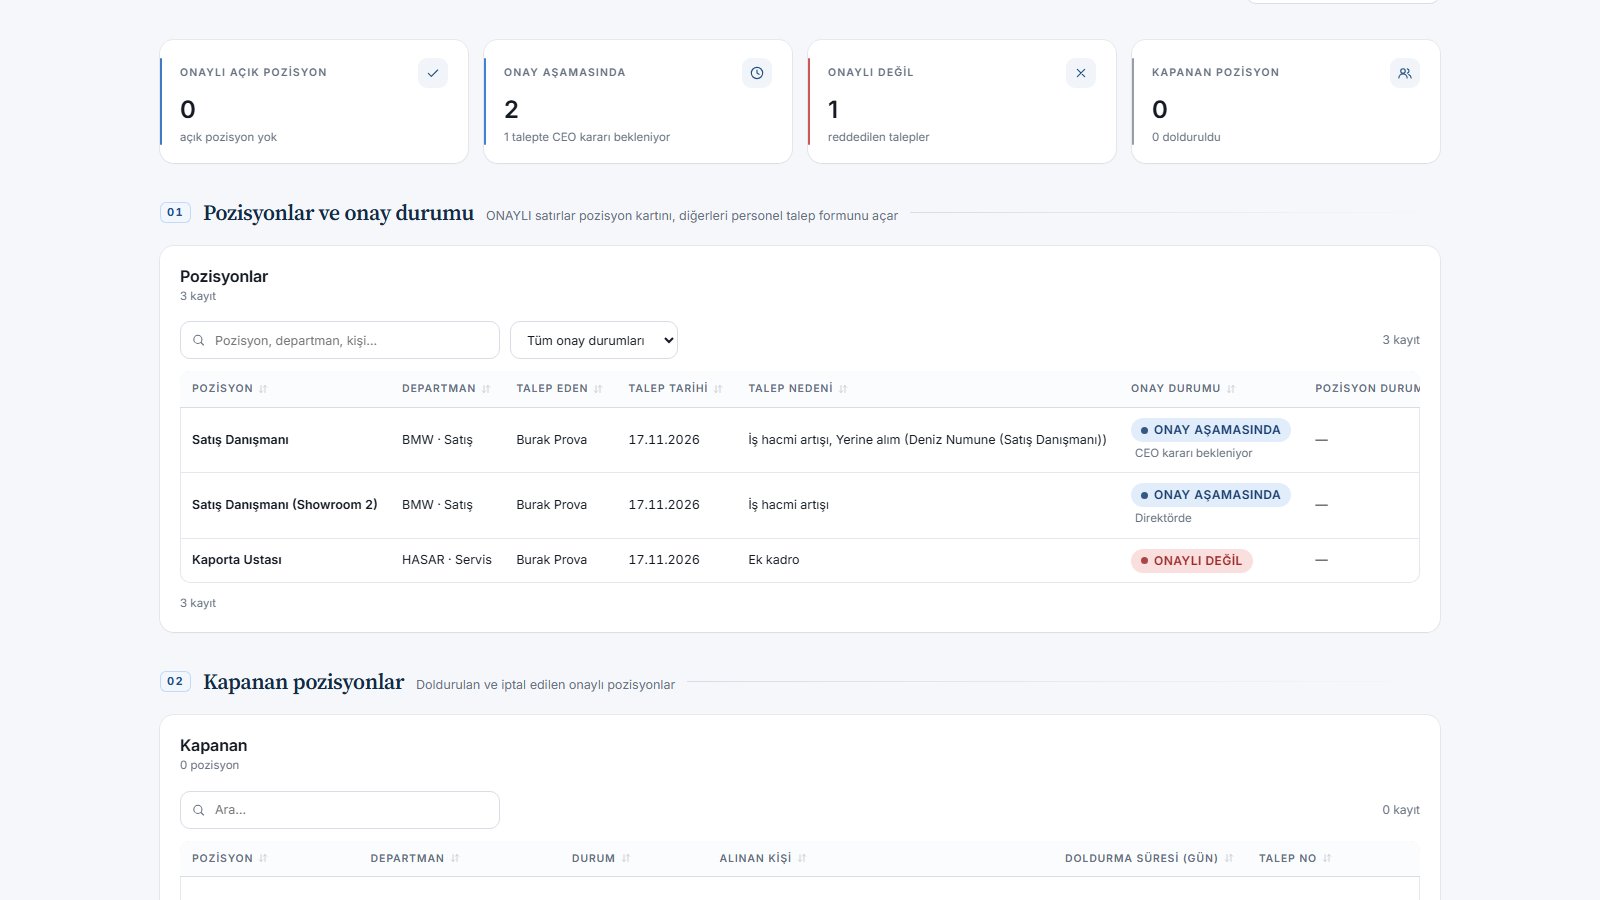 ONAYLI AÇIK POZİSYON
0
açık pozisyon yok
ONAY AŞAMASINDA
2
1 talepte CEO kararı bekleniyor
ONAYLI DEĞİL
1
reddedilen talepler
KAPANAN POZİSYON
0
0 dolduruldu
01 Pozisyonlar ve onay durumu ONAYLI satırlar pozisyon kartını, diğerleri personel talep formunu açar
Pozisyonlar
3 kayıt
Pozisyon, departman, kişi... Tüm onay durumları 3 kayıt
POZİSYON DEPARTMAN TALEP EDEN TALEP TARİHİ TALEP NEDENİ ONAY DURUMU POZİSYON DURUM
Satış Danışmanı BMW · Satış Burak Prova 17.11.2026 İş hacmi artışı, Yerine alım (Deniz Numune (Satış Danışmanı)) ONAY AŞAMASINDA —
CEO kararı bekleniyor
Satış Danışmanı (Showroom 2) BMW · Satış Burak Prova 17.11.2026 İş hacmi artışı ONAY AŞAMASINDA —
Direktörde
Kaporta Ustası HASAR · Servis Burak Prova 17.11.2026 Ek kadro ONAYLI DEĞİL —
3 kayıt
02 Kapanan pozisyonlar Doldurulan ve iptal edilen onaylı pozisyonlar
Kapanan
0 pozisyon
Ara... 0 kayıt
POZİSYON DEPARTMAN DURUM ALINAN KİŞİ DOLDURMA SÜRESİ (GÜN) TALEP NO